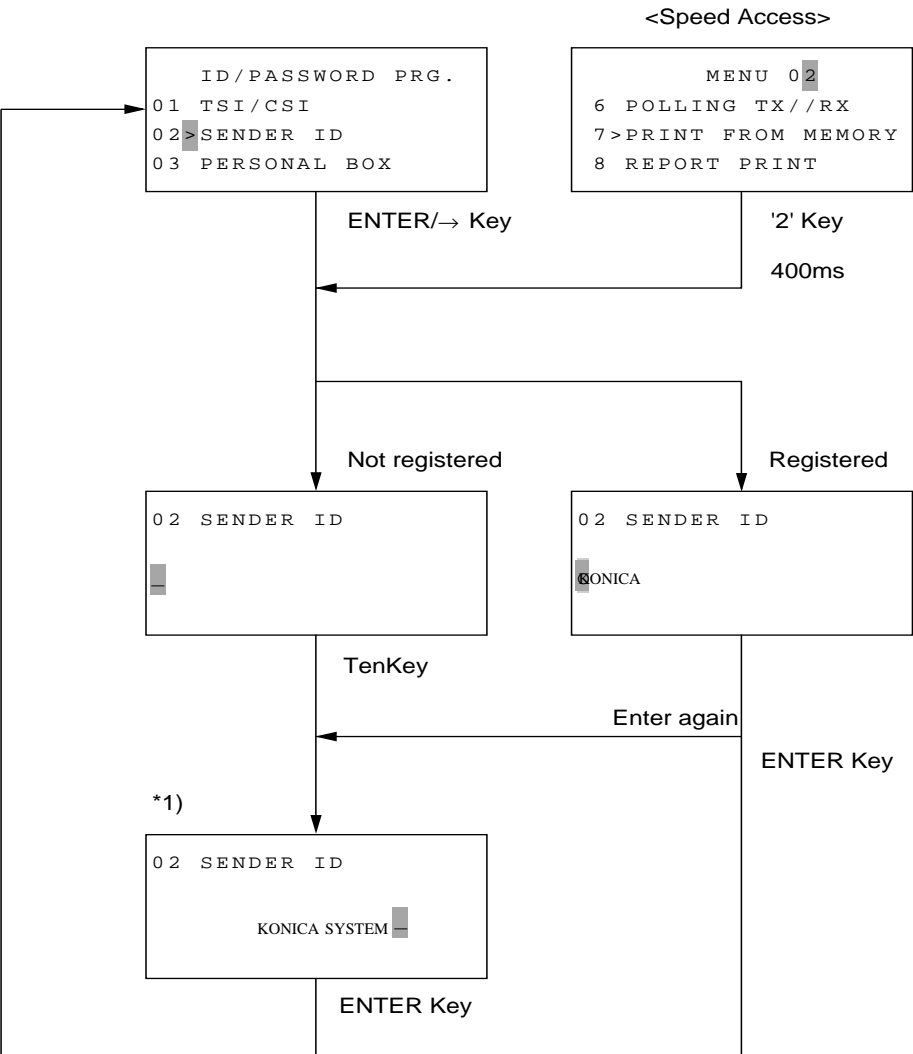 <Speed Access>
ID/PASSWORD PRG.
01 TSI/CSI
02>SENDER ID
03 PERSONAL BOX
MENU 02
6 POLLING TX//RX
7>PRINT FROM MEMORY
8 REPORT PRINT
ENTER/→ Key
'2' Key
400ms
Not registered
Registered
02 SENDER ID
_
02 SENDER ID
KONICA
TenKey
Enter again
ENTER Key
*1)
02 SENDER ID
KONICA SYSTEM _
ENTER Key